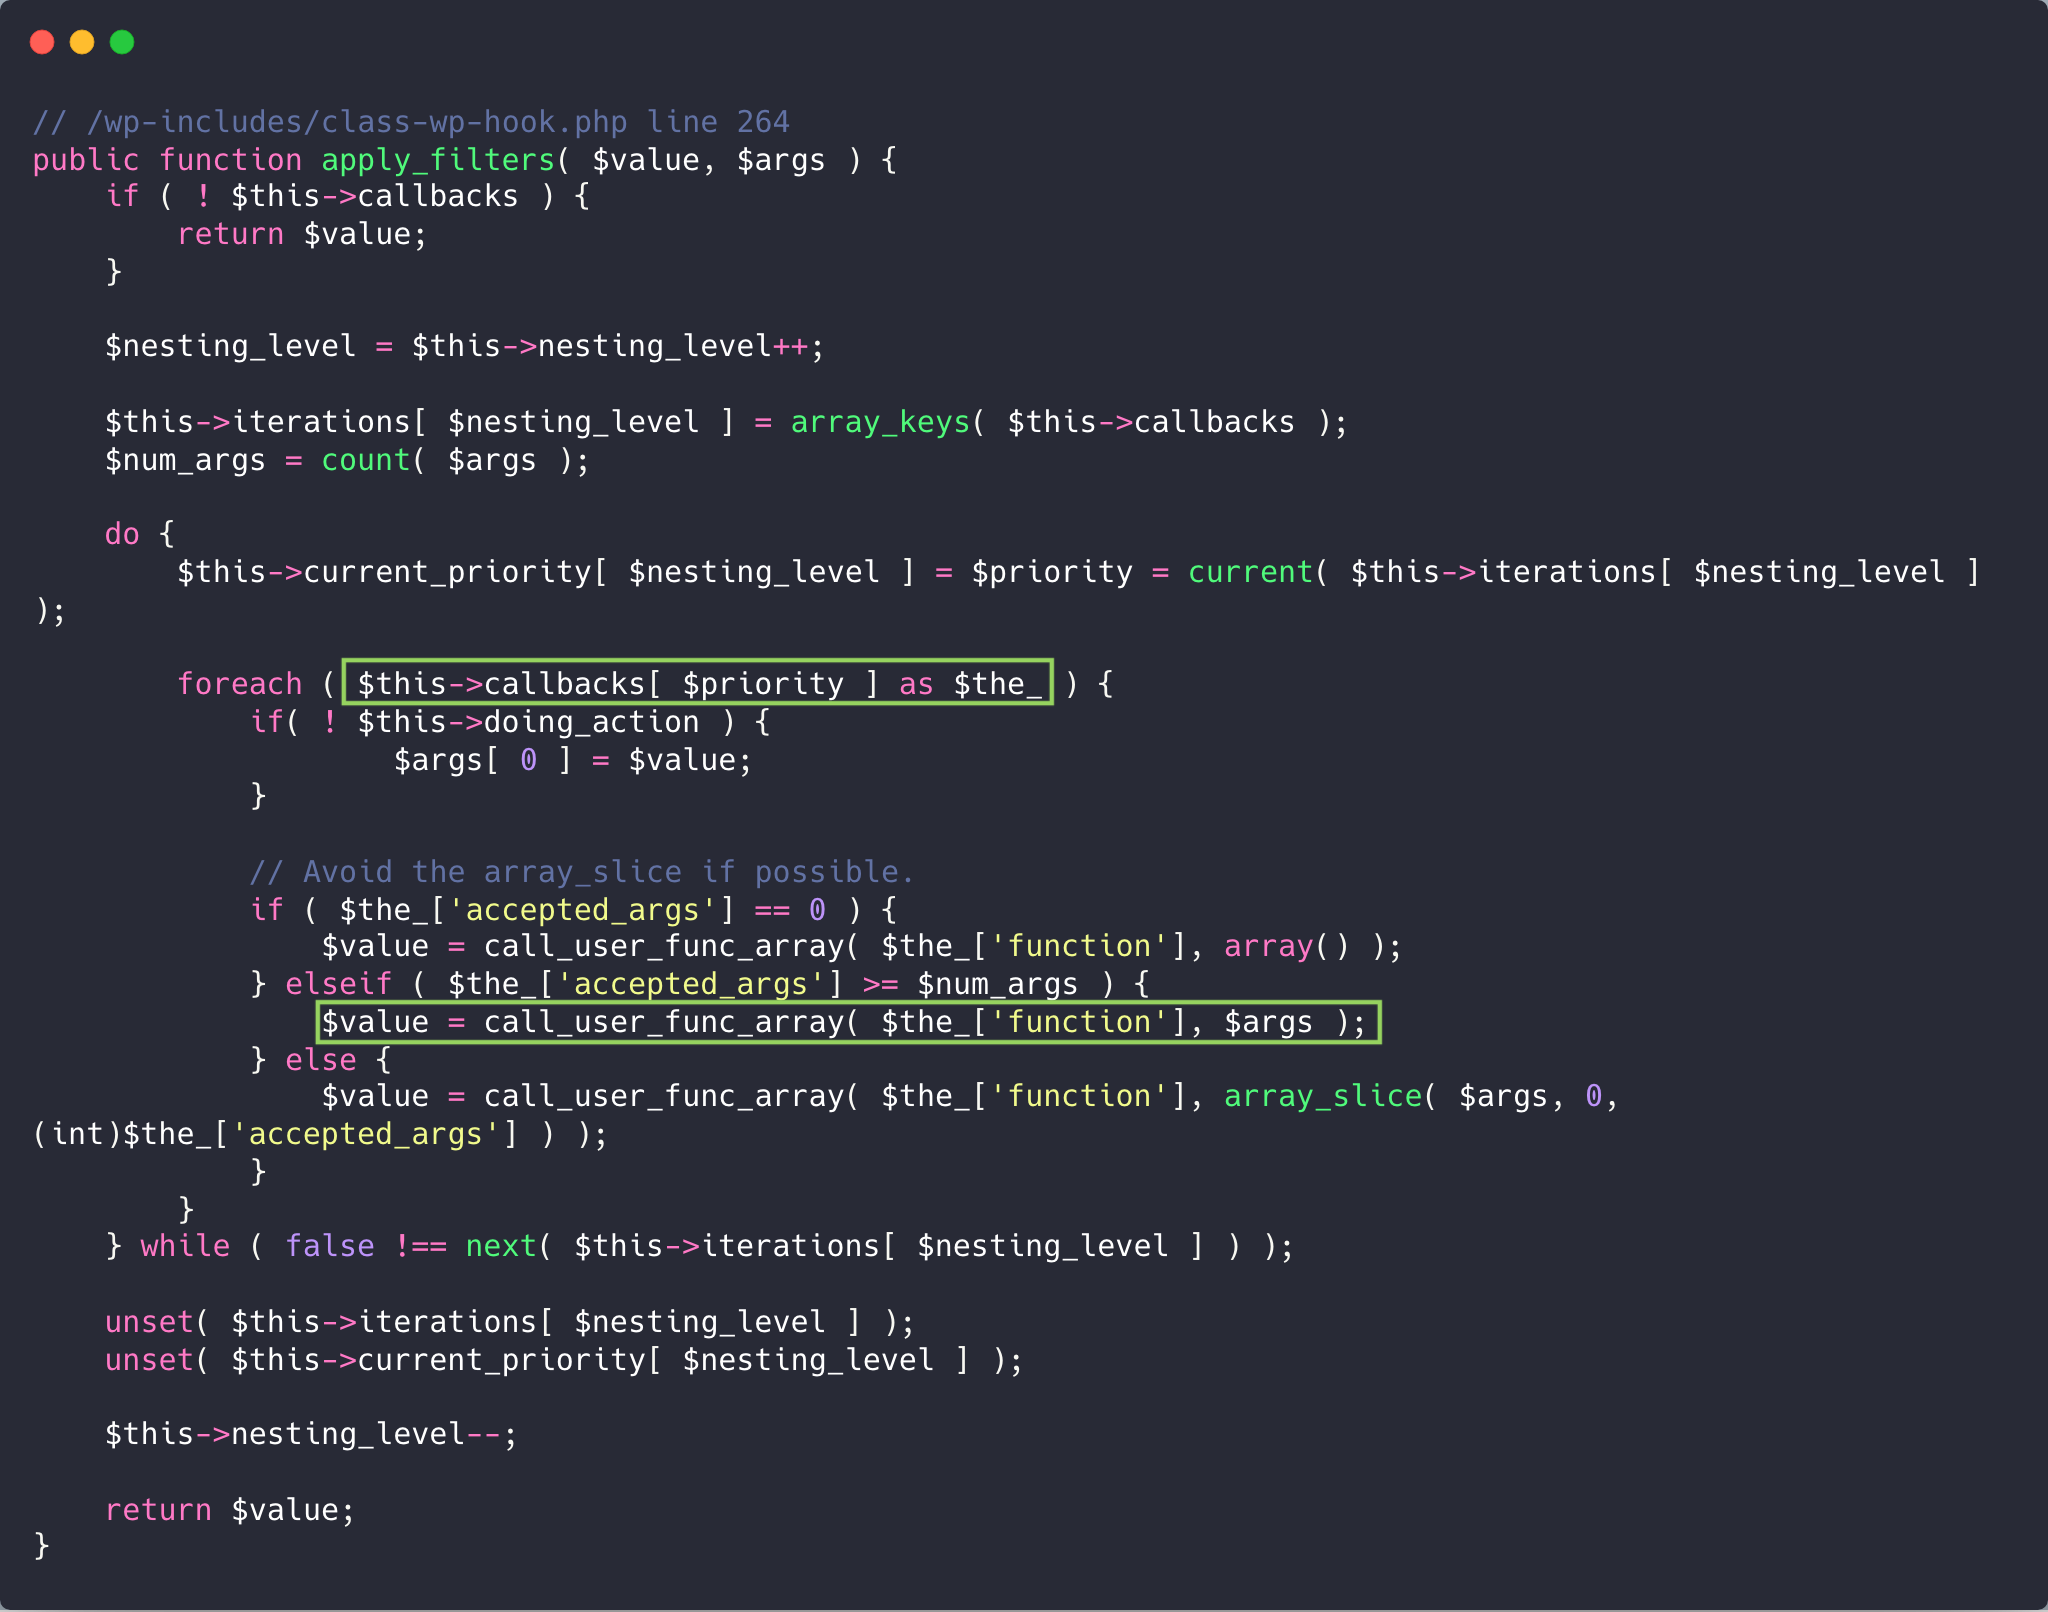 // /wp-includes/class-wp-hook.php line 264
public function apply_filters( $value, $args ) {
    if ( ! $this->callbacks ) {
        return $value;
    }

    $nesting_level = $this->nesting_level++;

    $this->iterations[ $nesting_level ] = array_keys( $this->callbacks );
    $num_args = count( $args );

    do {
        $this->current_priority[ $nesting_level ] = $priority = current( $this->iterations[ $nesting_level ]
);

        foreach ( $this->callbacks[ $priority ] as $the_ ) {
            if( ! $this->doing_action ) {
                    $args[ 0 ] = $value;
            }

            // Avoid the array_slice if possible.
            if ( $the_['accepted_args'] == 0 ) {
                $value = call_user_func_array( $the_['function'], array() );
            } elseif ( $the_['accepted_args'] >= $num_args ) {
                $value = call_user_func_array( $the_['function'], $args );
            } else {
                $value = call_user_func_array( $the_['function'], array_slice( $args, 0,
(int)$the_['accepted_args'] ) );
            }
        }
    } while ( false !== next( $this->iterations[ $nesting_level ] ) );

    unset( $this->iterations[ $nesting_level ] );
    unset( $this->current_priority[ $nesting_level ] );

    $this->nesting_level--;

    return $value;
}